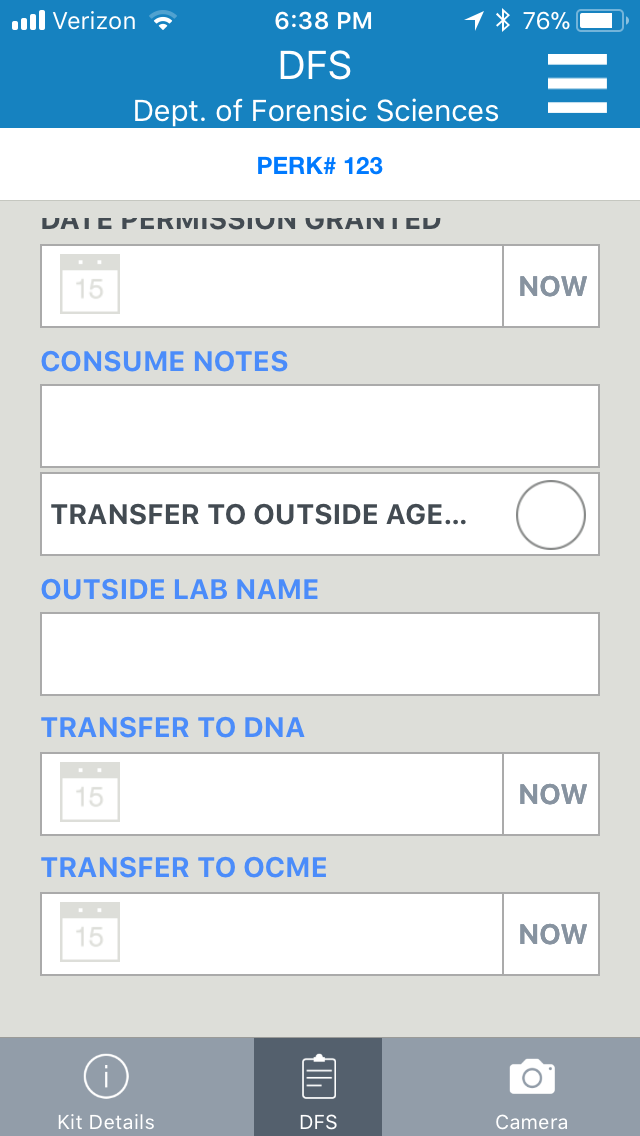 Verizon 6:38 PM 76%
DFS
Dept. of Forensic Sciences
PERK# 123
DATE PERMISSION GRANTED
15 NOW
CONSUME NOTES
TRANSFER TO OUTSIDE AGE...
OUTSIDE LAB NAME
TRANSFER TO DNA
15 NOW
TRANSFER TO OCME
15 NOW
Kit Details DFS Camera